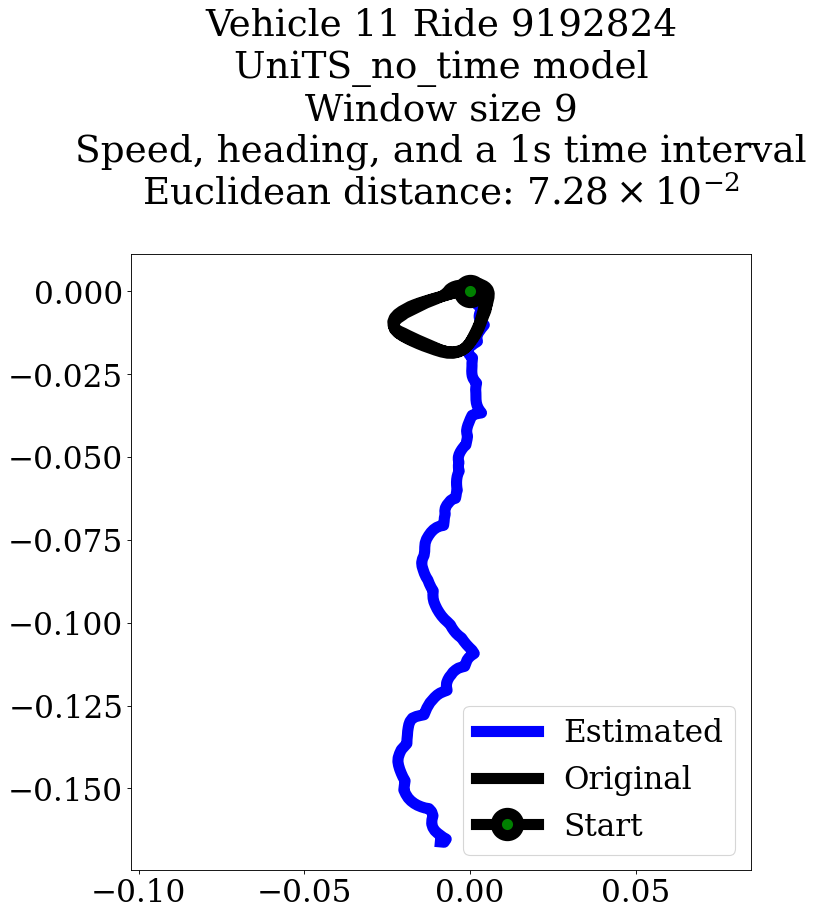 Vehicle 11 Ride 9192824
UniTS_no_time model
Window size 9
Speed, heading, and a 1s time interval
Euclidean distance: 7.28 × 10⁻²
0.000
−0.025
−0.050
−0.075
−0.100
−0.125
−0.150
Estimated
Original
Start
−0.10
−0.05
0.00
0.05